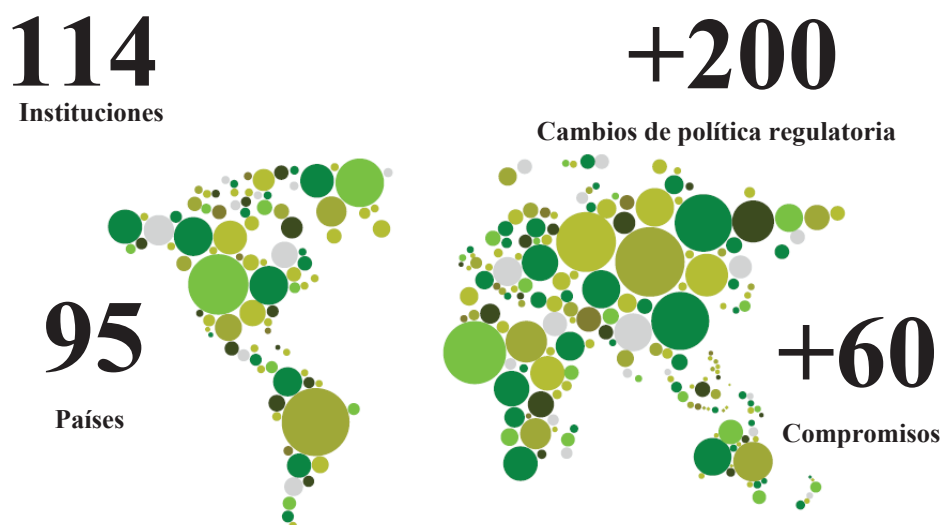 114
Instituciones
+200
Cambios de política regulatoria
95
Países
+60
Compromisos